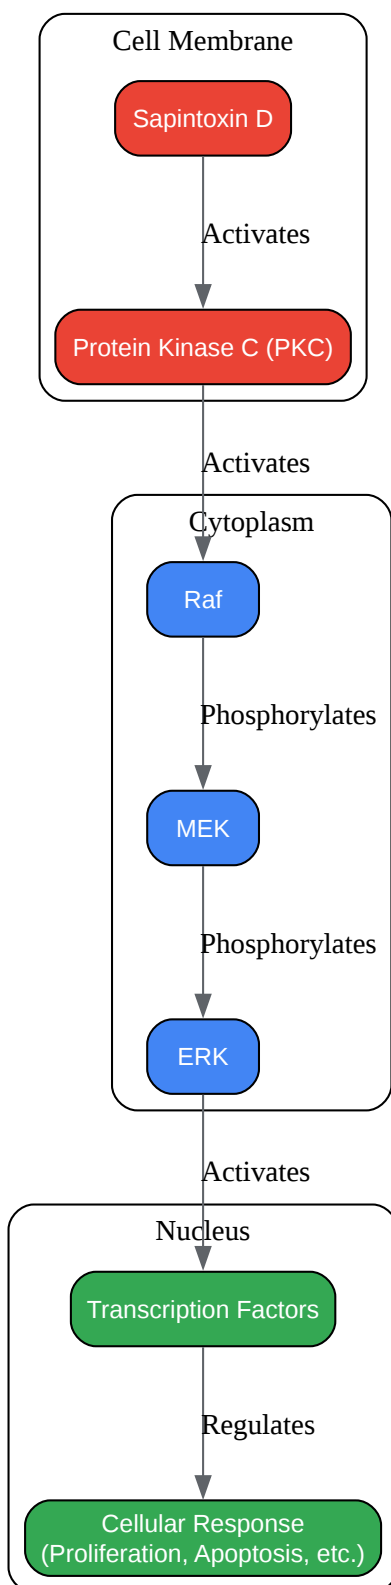 Cell Membrane
Sapintoxin D
Activates
Protein Kinase C (PKC)
Activates
Cytoplasm
Raf
Phosphorylates
MEK
Phosphorylates
ERK
Activates
Nucleus
Transcription Factors
Regulates
Cellular Response
(Proliferation, Apoptosis, etc.)